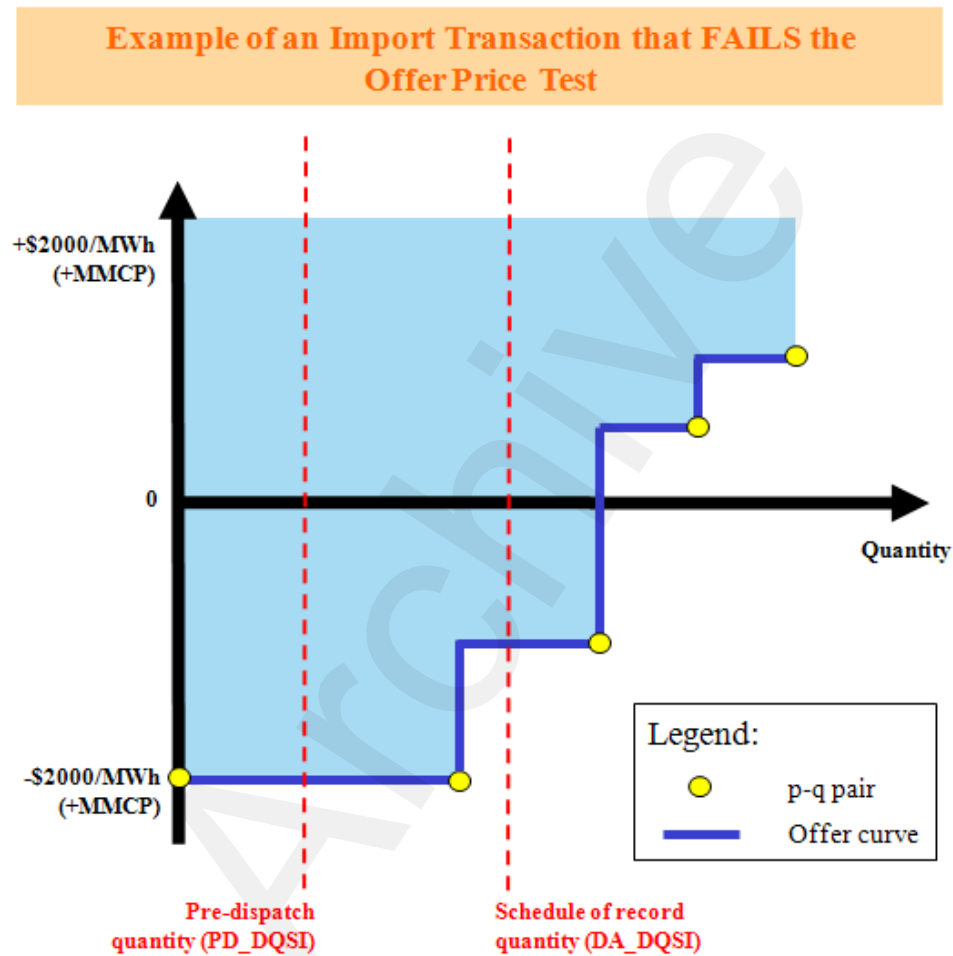 Example of an Import Transaction that FAILS the
Offer Price Test
+$2000/MWh
(+MMCP)
0
Quantity
-$2000/MWh
(+MMCP)
Legend:
p-q pair
Offer curve
Pre-dispatch
quantity (PD_DQSI)
Schedule of record
quantity (DA_DQSI)
Archive